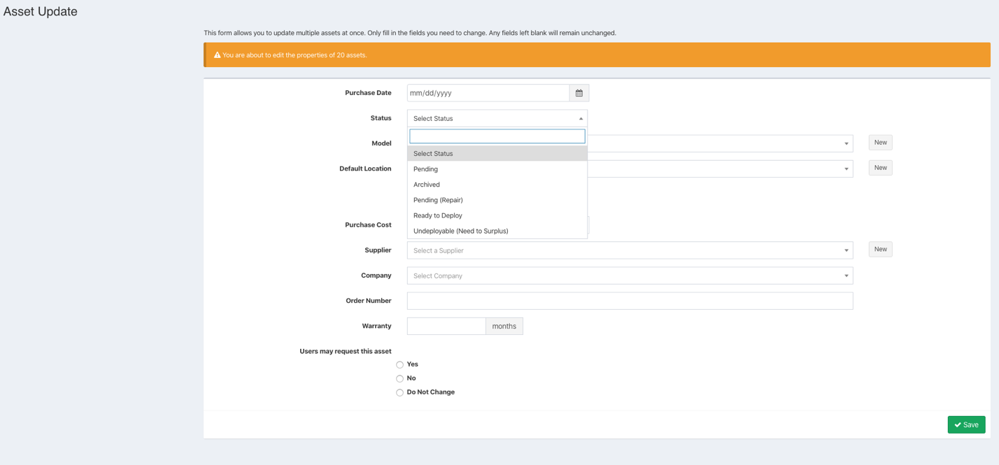 Asset Update
This form allows you to update multiple assets at once. Only fill in the fields you need to change. Any fields left blank will remain unchanged.
You are about to edit the properties of 20 assets.
Purchase Date
mm/dd/yyyy
Status
Select Status
Model
New
Select Status
Default Location
Pending
New
Archived
Pending (Repair)
Ready to Deploy
Purchase Cost
Undeployable (Need to Surplus)
Supplier
Select a Supplier
New
Company
Select Company
Order Number
Warranty
months
Users may request this asset
Yes
No
Do Not Change
Save